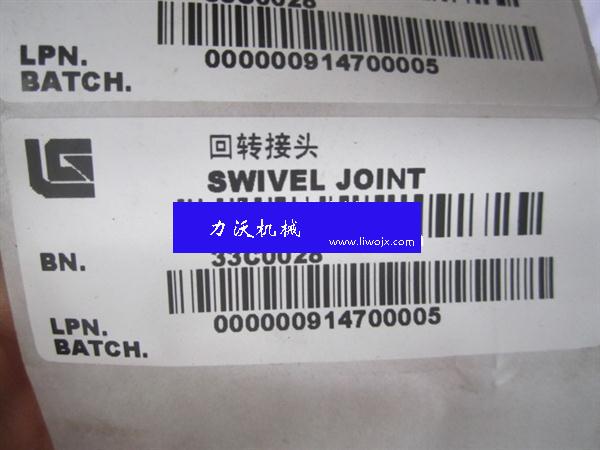 33C0028
000000914700005
LPN.
BATCH.
回转接头
SWIVEL JOINT
力沃机械
www.liwojx.com
BN.
33C0028
000000914700005
LPN.
BATCH.